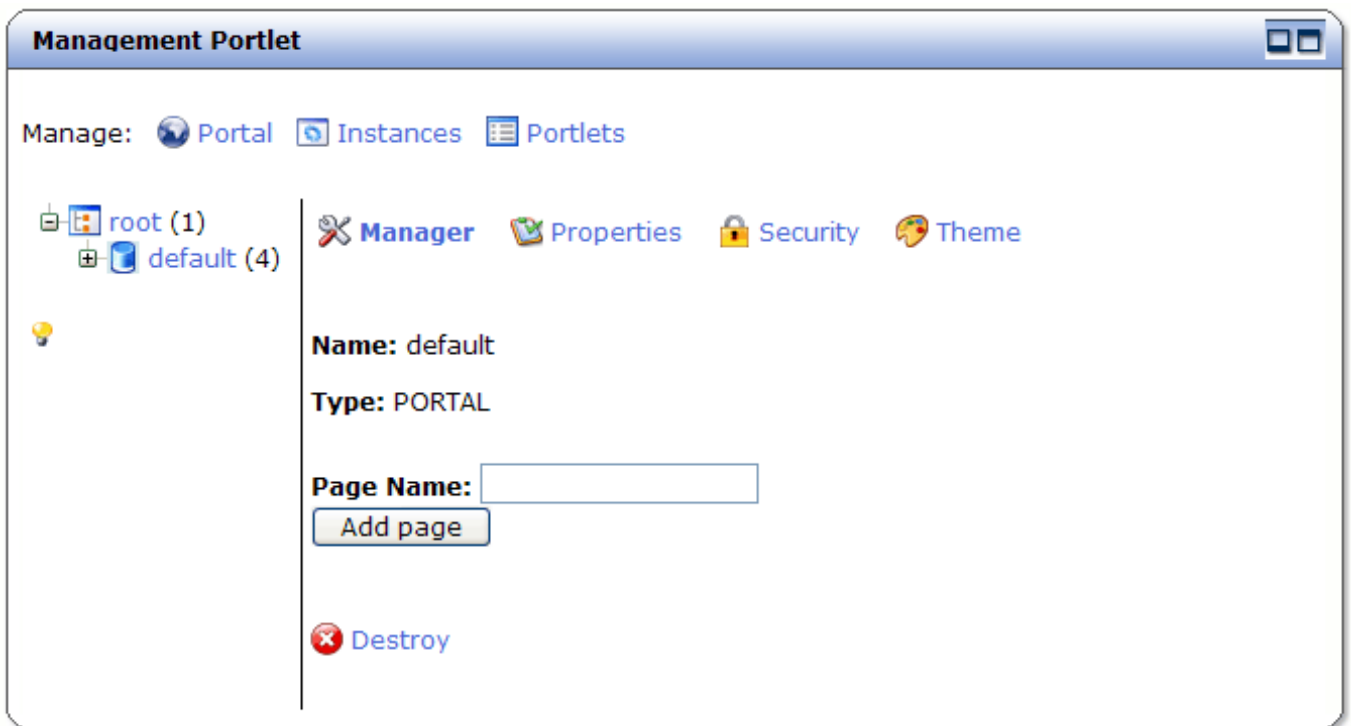 Management Portlet
Manage: Portal Instances Portlets
root (1)
default (4)
Manager Properties Security Theme
Name: default
Type: PORTAL
Page Name:
Add page
Destroy